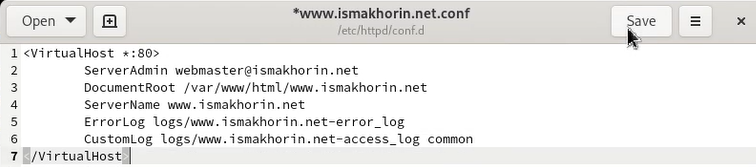 Open
*www.ismakhorin.net.conf
/etc/httpd/conf.d
Save
1 <VirtualHost *:80>
2 ServerAdmin webmaster@ismakhorin.net
3 DocumentRoot /var/www/html/www.ismakhorin.net
4 ServerName www.ismakhorin.net
5 ErrorLog logs/www.ismakhorin.net-error_log
6 CustomLog logs/www.ismakhorin.net-access_log common
7 </VirtualHost>